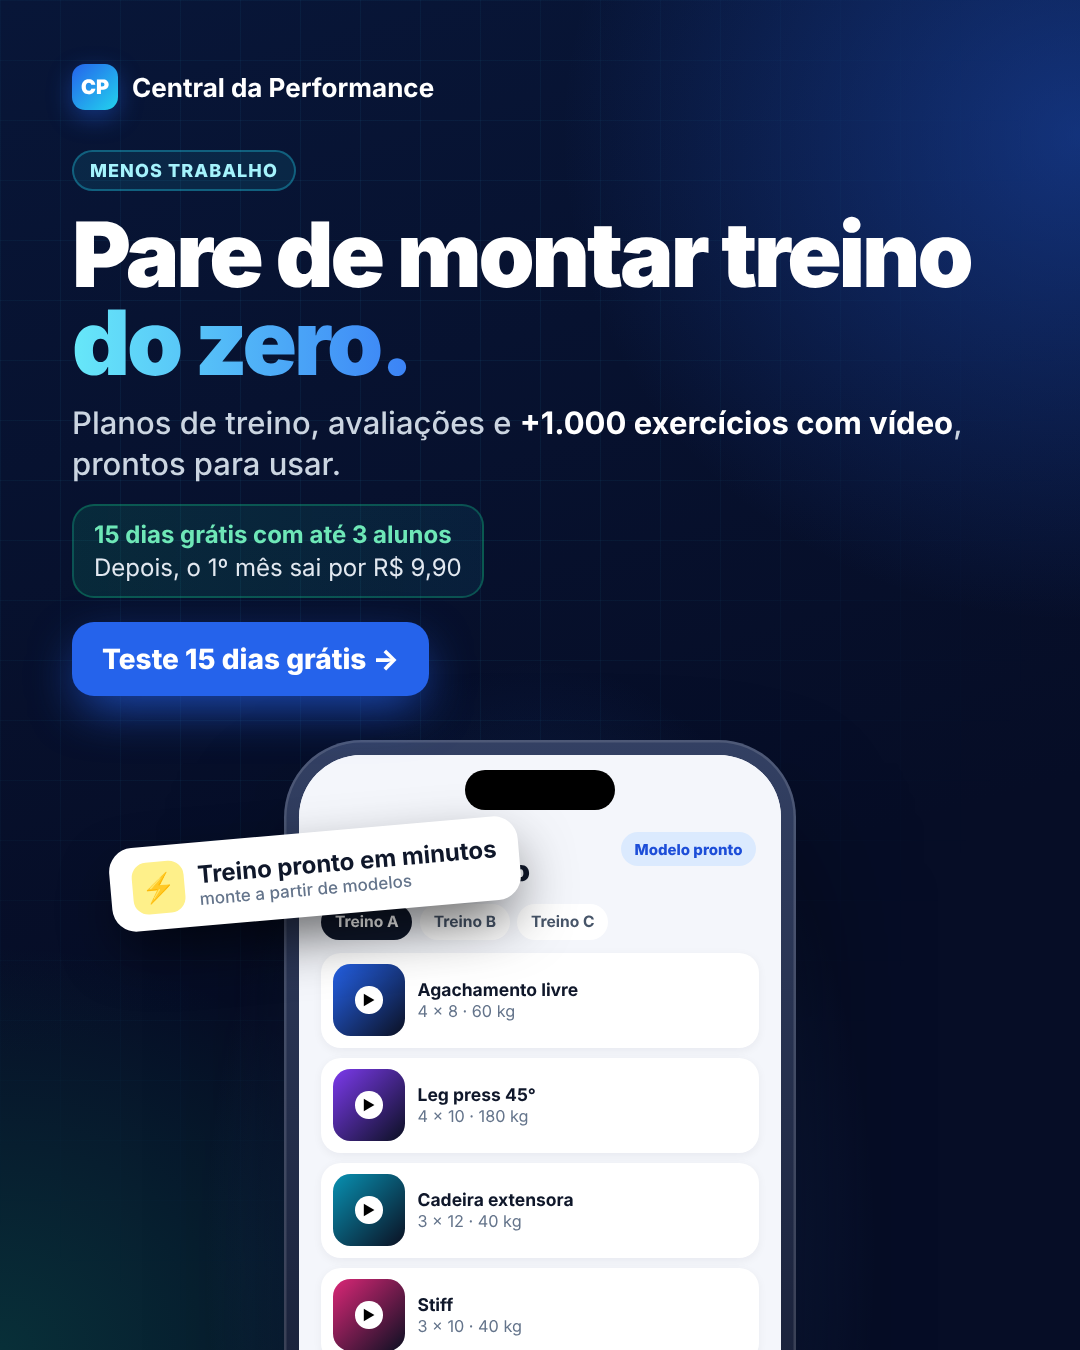 CP
Central da Performance
MENOS TRABALHO
Pare de montar treino
do zero.
Planos de treino, avaliações e +1.000 exercícios com vídeo,
prontos para usar.
15 dias grátis com até 3 alunos
Depois, o 1º mês sai por R$ 9,90
Teste 15 dias grátis →
Treino pronto em minutos
monte a partir de modelos
Modelo pronto
Treino A
Treino B
Treino C
Agachamento livre
4 × 8 · 60 kg
Leg press 45°
4 × 10 · 180 kg
Cadeira extensora
3 × 12 · 40 kg
Stiff
3 × 10 · 40 kg